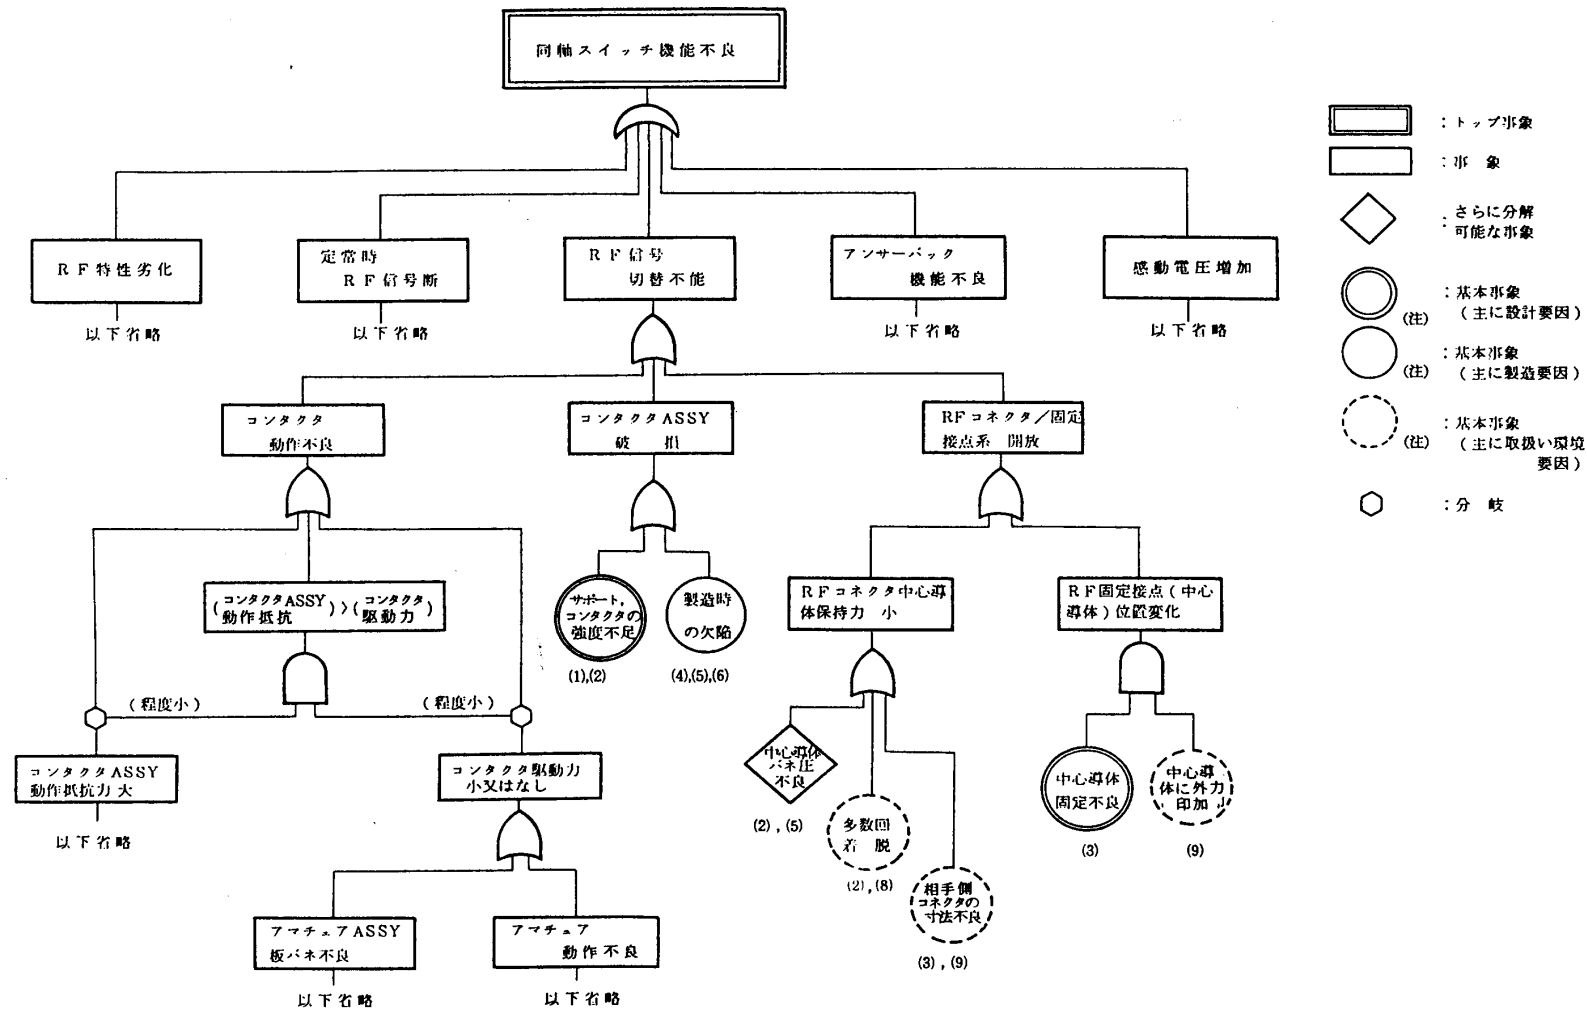 同軸スイッチ機能不良
RF特性劣化
以下省略
定常時
RF信号断
以下省略
RF信号
切替不能
アンサーバック
機能不良
以下省略
感動電圧増加
以下省略
コンタクタ
動作不良
コンタクタASSY
破 損
RFコネクタ/固定
接点系 開放
(コンタクタASSY動作抵抗)>(コンタクタ駆動力)
サポート,
コンタクタの
強度不足
(1),(2)
製造時
の欠陥
(4),(5),(6)
RFコネクタ中心導
体保持力 小
RF固定接点(中心
導体)位置変化
(程度小)
(程度小)
コンタクタASSY
動作抵抗力大
以下省略
コンタクタ駆動力
小又はなし
中心導体
バネ圧
不良
(2),(5)
多数回
着 脱
(2),(8)
相手側
コネクタの
寸法不良
(3),(9)
中心導体
固定不良
(3)
中心導
体に外力
印加
(9)
アマチュアASSY
板バネ不良
以下省略
アマチュア
動作不良
以下省略
:トップ事象
:事 象
:さらに分解
可能な事象
:基本事象
(注) (主に設計要因)
:基本事象
(注) (主に製造要因)
:基本事象
(注) (主に取扱い環境
要因)
:分 岐